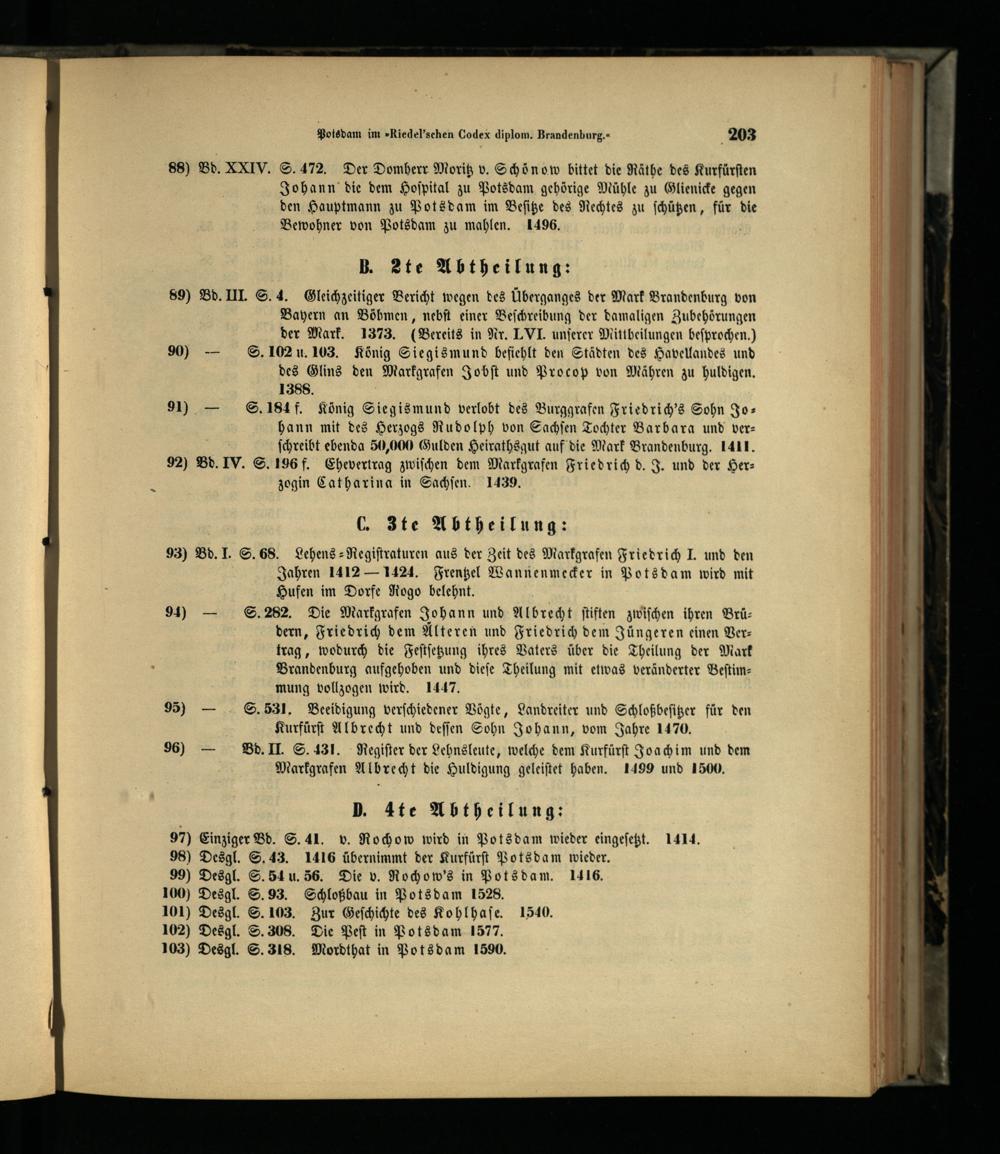 Potsdam im »Riedel'schen Codex diplom. Brandenburg.« 203
88) Bd. XXIV. S. 472. Der Domherr Moritz v. Schönow bittet die Räthe des Kurfürsten
Johann die dem Hospital zu Potsdam gehörige Mühle zu Glienicke gegen
den Hauptmann zu Potsdam im Besitze des Rechtes zu schützen, für die
Bewohner von Potsdam zu mahlen. 1496.
B. 2te Abtheilung:
89) Bd. III. S. 4. Gleichzeitiger Bericht wegen des Überganges der Mark Brandenburg von
Bayern an Böhmen, nebst einer Beschreibung der damaligen Zubehörungen
der Mark. 1373. (Bereits in Nr. LVI. unserer Mittheilungen besprochen.)
90) — S. 102 u. 103. König Siegismund befiehlt den Städten des Havellandes und
des Glins den Markgrafen Jobst und Procop von Mähren zu huldigen.
1388.
91) — S. 184 f. König Siegismund verlobt des Burggrafen Friedrich's Sohn Jo-
hann mit des Herzogs Rudolph von Sachsen Tochter Barbara und ver-
schreibt ebenda 50,000 Gulden Heirathsgut auf die Mark Brandenburg. 1411.
92) Bd. IV. S. 196 f. Ehevertrag zwischen dem Markgrafen Friedrich d. J. und der Her-
zogin Catharina in Sachsen. 1439.
C. 3te Abtheilung:
93) Bd. I. S. 68. Lehens-Registraturen aus der Zeit des Markgrafen Friedrich I. und den
Jahren 1412 — 1424. Frentzel Wannenmecker in Potsdam wird mit
Hufen im Dorfe Rogo belehnt.
94) — S. 282. Die Markgrafen Johann und Albrecht stiften zwischen ihren Brü-
dern, Friedrich dem Älteren und Friedrich dem Jüngeren einen Ver-
trag, wodurch die Festsetzung ihres Vaters über die Theilung der Mark
Brandenburg aufgehoben und diese Theilung mit etwas veränderter Bestim-
mung vollzogen wird. 1447.
95) — S. 531. Beeidigung verschiedener Vögte, Landreiter und Schloßbesitzer für den
Kurfürst Albrecht und dessen Sohn Johann, vom Jahre 1470.
96) — Bd. II. S. 431. Register der Lehnsleute, welche dem Kurfürst Joachim und dem
Markgrafen Albrecht die Huldigung geleistet haben. 1499 und 1500.
D. 4te Abtheilung:
97) Einziger Bd. S. 41. v. Rochow wird in Potsdam wieder eingesetzt. 1414.
98) Desgl. S. 43. 1416 übernimmt der Kurfürst Potsdam wieder.
99) Desgl. S. 54 u. 56. Die v. Rochow's in Potsdam. 1416.
100) Desgl. S. 93. Schloßbau in Potsdam 1528.
101) Desgl. S. 103. Zur Geschichte des Kohlhase. 1540.
102) Desgl. S. 308. Die Pest in Potsdam 1577.
103) Desgl. S. 318. Mordthat in Potsdam 1590.